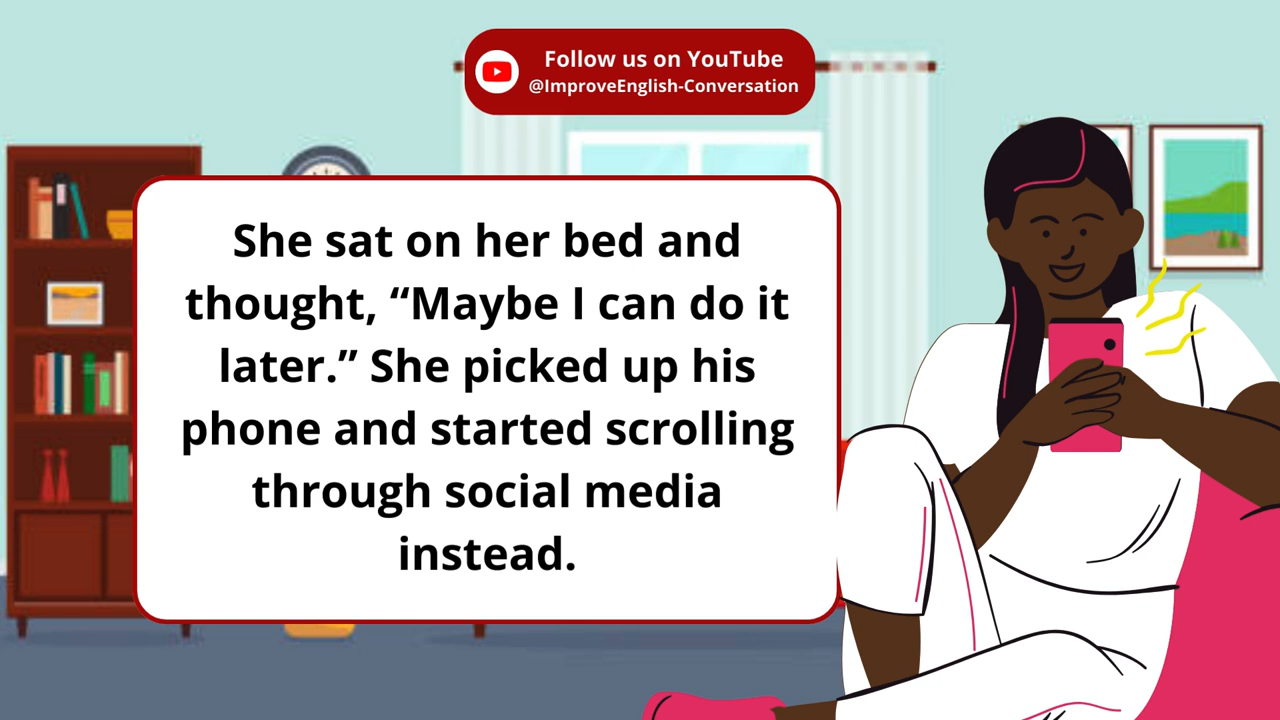 Follow us on YouTube
@ImproveEnglish-Conversation
She sat on her bed and
thought, “Maybe I can do it
later.” She picked up his
phone and started scrolling
through social media
instead.